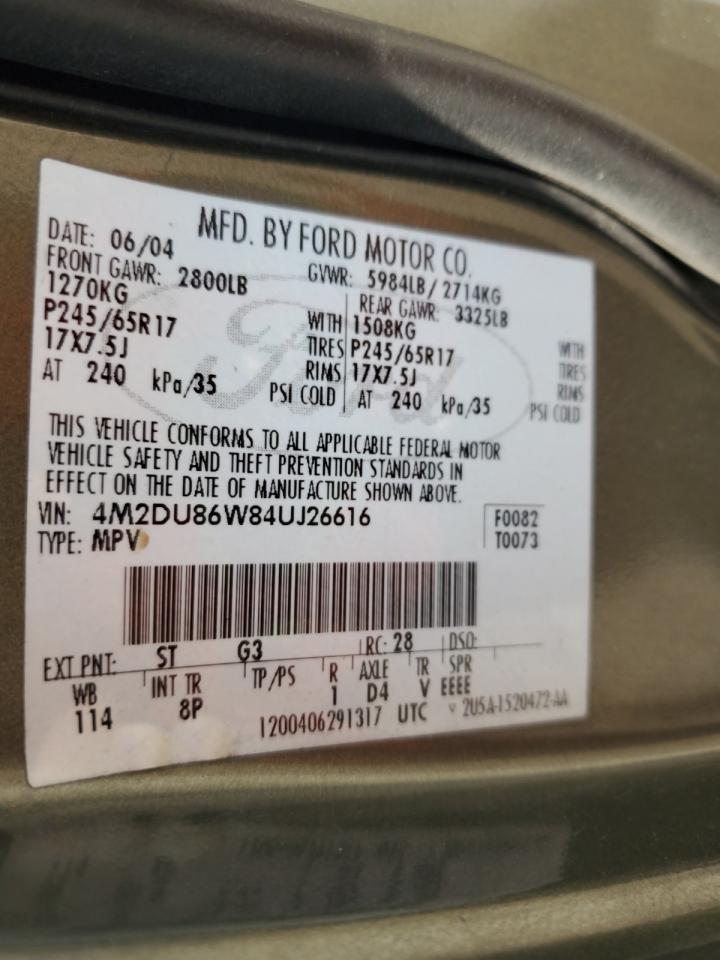 MFD. BY FORD MOTOR CO.
DATE: 06/04
GVWR: 5984LB/2714KG
FRONT GAWR: 2800LB
REAR GAWR: 3325LB
1270KG WITH
1508KG WITH
P245/65R17 TIRES
P245/65R17 TIRES
17X7.5J RIMS
17X7.5J RIMS
AT 240 kPa/35 PSI COLD
AT 240 kPa/35 PSI COLD
Ford
THIS VEHICLE CONFORMS TO ALL APPLICABLE FEDERAL MOTOR
VEHICLE SAFETY AND THEFT PREVENTION STANDARDS IN
EFFECT ON THE DATE OF MANUFACTURE SHOWN ABOVE.
VIN: 4M2DU86W84UJ26616
F0082
TYPE: MPV
T0073
EXT PNT: ST G3 RC: 28 DSO:
WB INT TR TP/PS R AXLE TR SPR
114 8P 1 D4 V EEEE
1200406291317 UTC
V 2U5A-1520472-AA